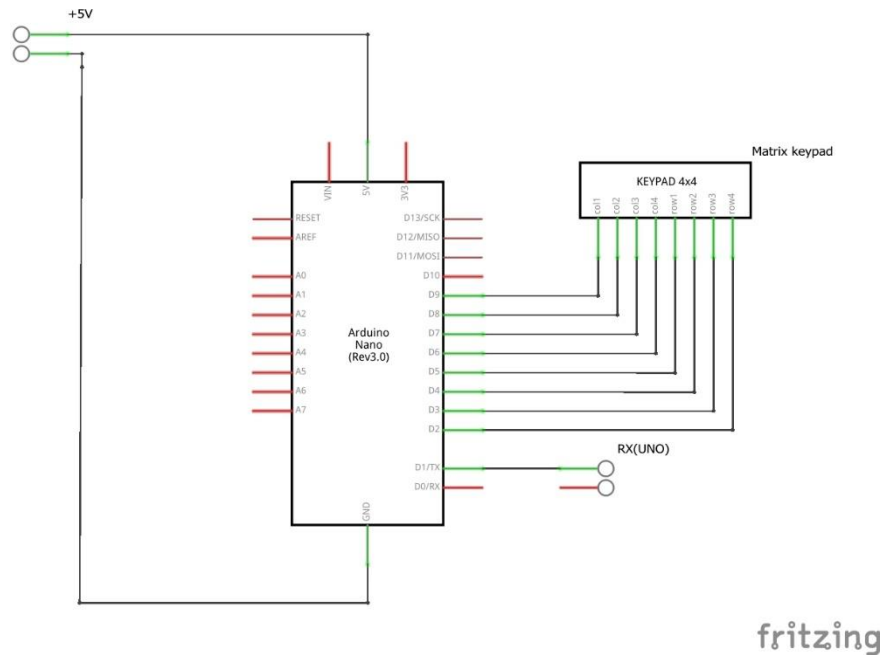 +5V
VIN
5V
3V3
RESET
AREF
A0
A1
A2
A3
A4
A5
A6
A7
Arduino
Nano
(Rev3.0)
D13/SCK
D12/MISO
D11/MOSI
D10
D9
D8
D7
D6
D5
D4
D3
D2
D1/TX
D0/RX
GND
Matrix keypad
KEYPAD 4x4
col1
col2
col3
col4
row1
row2
row3
row4
RX(UNO)
fritzing